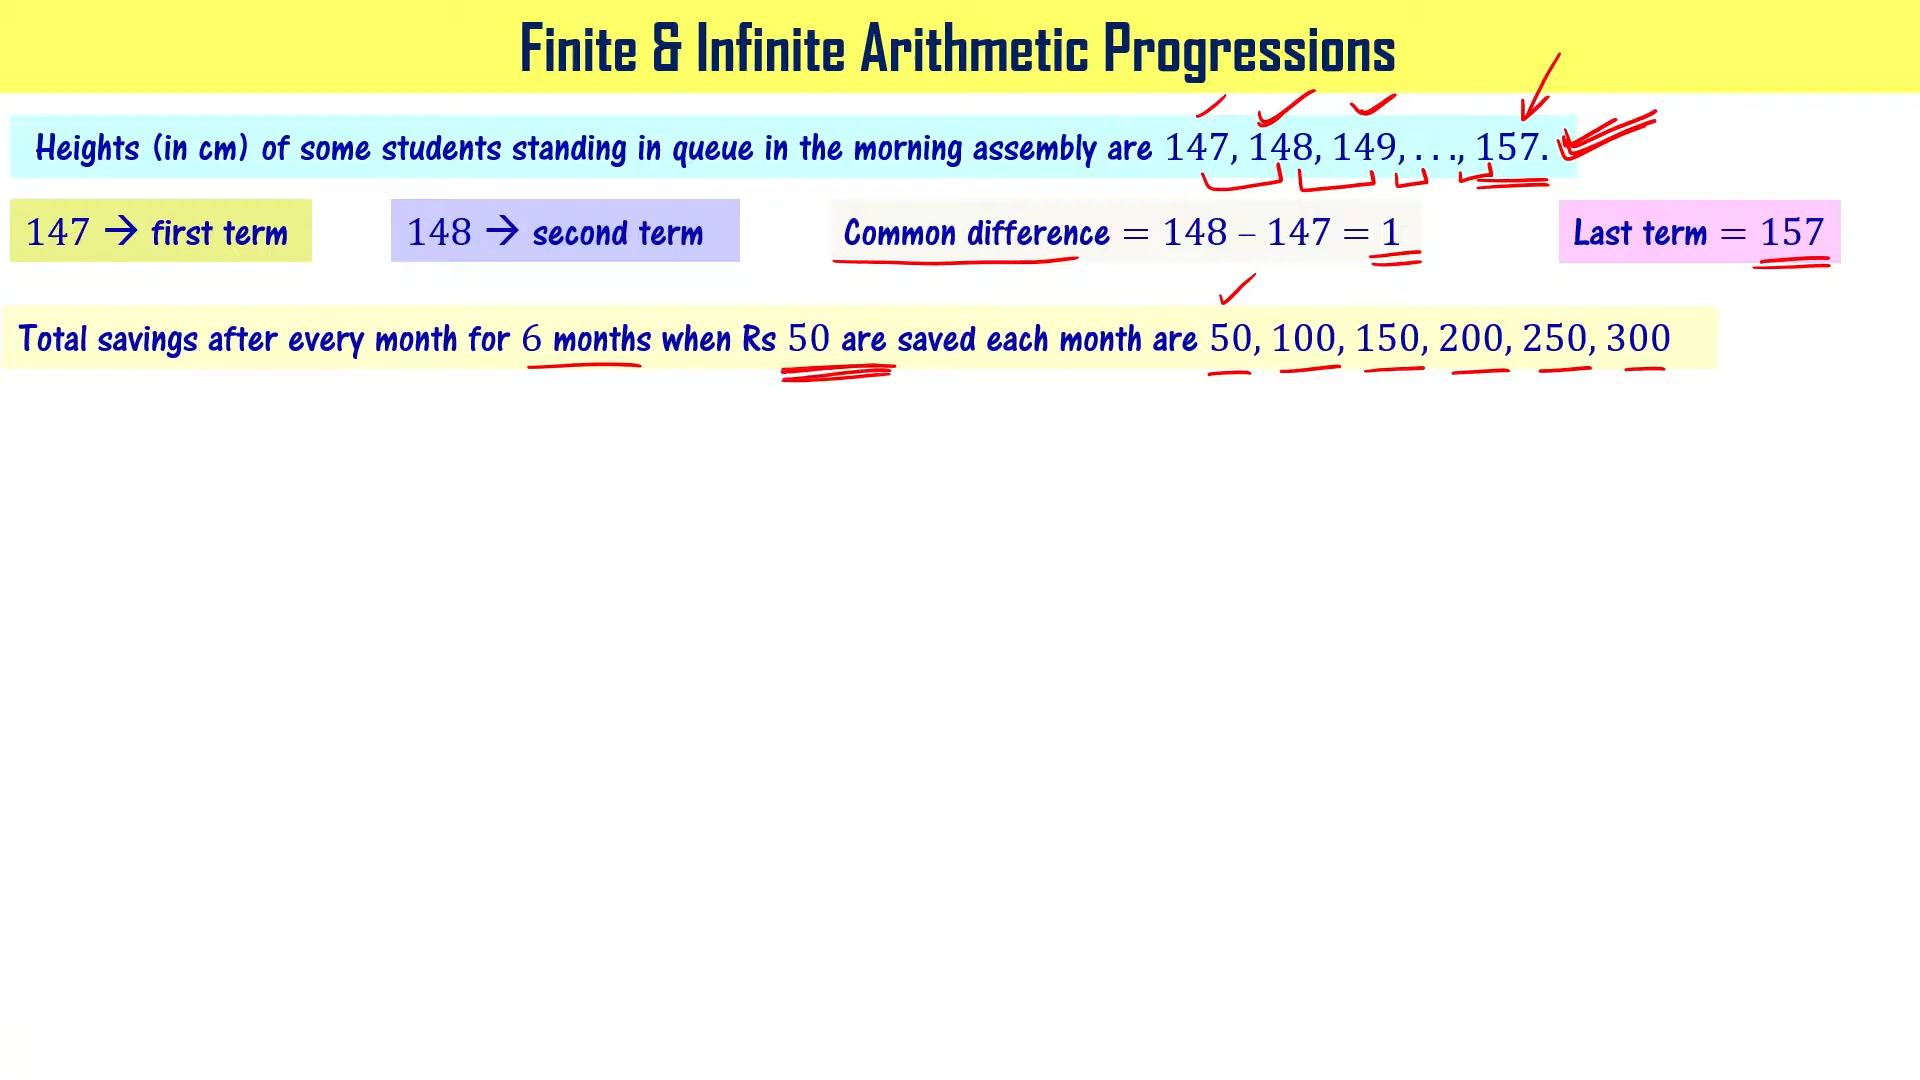 Finite & Infinite Arithmetic Progressions
Heights (in cm) of some students standing in queue in the morning assembly are 147, 148, 149, . . ., 157.
147 → first term
148 → second term
Common difference = 148 – 147 = 1
Last term = 157
Total savings after every month for 6 months when Rs 50 are saved each month are 50, 100, 150, 200, 250, 300